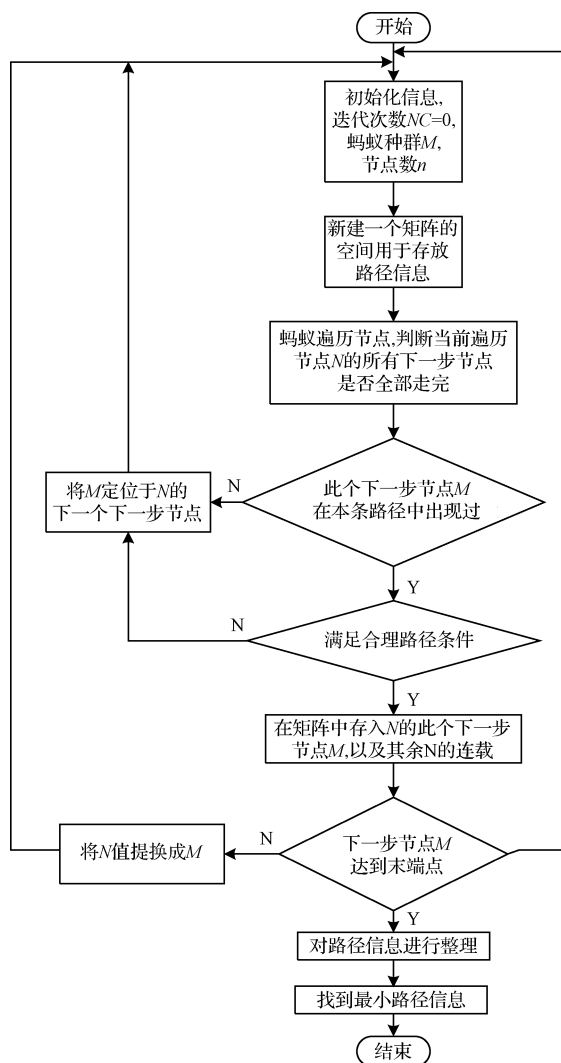 开始
初始化信息,
迭代次数NC=0,
蚂蚁种群M,
节点数n
新建一个矩阵的
空间用于存放
路径信息
蚂蚁遍历节点,判断当前遍历
节点N的所有下一步节点
是否全部走完
此个下一步节点M
在本条路径中出现过
N
将M定位于N的
下一个下一步节点
Y
满足合理路径条件
N
Y
在矩阵中存入N的此个下一步
节点M,以及其余N的连载
下一步节点M
达到末端点
N
将N值提换成M
Y
对路径信息进行整理
找到最小路径信息
结束